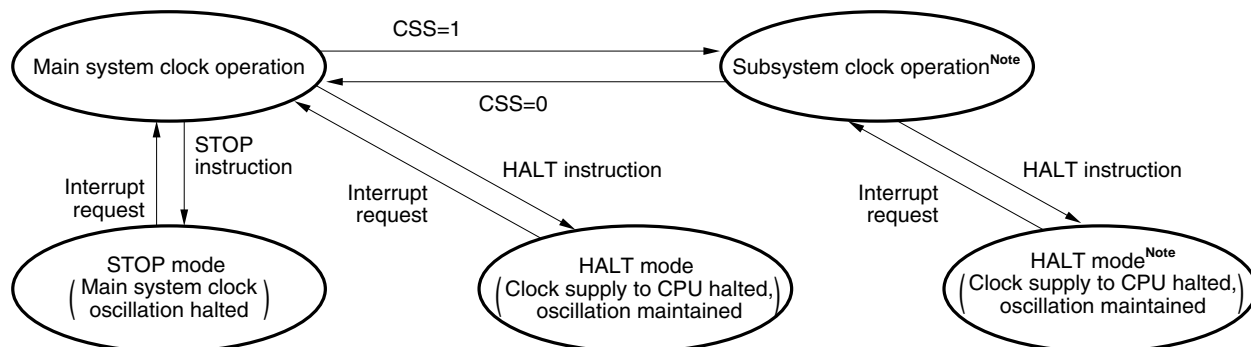 CSS=1
Main system clock operation
Subsystem clock operationNote
CSS=0
STOP
instruction
Interrupt
request
HALT instruction
Interrupt
request
HALT instruction
Interrupt
request
STOP mode
(Main system clock
oscillation halted)
HALT mode
(Clock supply to CPU halted,
oscillation maintained)
HALT modeNote
(Clock supply to CPU halted,
oscillation maintained)